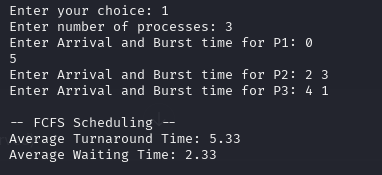 Enter your choice: 1
Enter number of processes: 3
Enter Arrival and Burst time for P1: 0
5
Enter Arrival and Burst time for P2: 2 3
Enter Arrival and Burst time for P3: 4 1
-- FCFS Scheduling --
Average Turnaround Time: 5.33
Average Waiting Time: 2.33